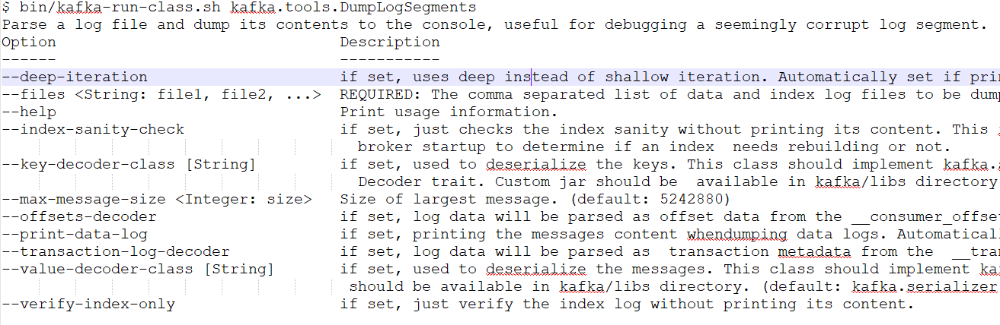 $ bin/kafka-run-class.sh kafka.tools.DumpLogSegments
Parse a log file and dump its contents to the console, useful for debugging a seemingly corrupt log segment.
Option Description
------ -----------
--deep-iteration if set, uses deep instead of shallow iteration. Automatically set if
--files <String: file1, file2, ...> REQUIRED: The comma separated list of data and index log files to be
--help Print usage information.
--index-sanity-check if set, just checks the index sanity without printing its content. This
broker startup to determine if an index  needs rebuilding or not.
--key-decoder-class [String] if set, used to deserialize the keys. This class should implement kafka.
Decoder trait. Custom jar should be  available in kafka/libs directory
--max-message-size <Integer: size> Size of largest message. (default: 5242880)
--offsets-decoder if set, log data will be parsed as offset data from the
--print-data-log if set, printing the messages content whendumping data logs.
--transaction-log-decoder if set, log data will be parsed as  transaction metadata from the
--value-decoder-class [String] if set, used to deserialize the messages. This class should implement
should be available in kafka/libs directory. (default: kafka.serializer
--verify-index-only if set, just verify the index log without printing its content.